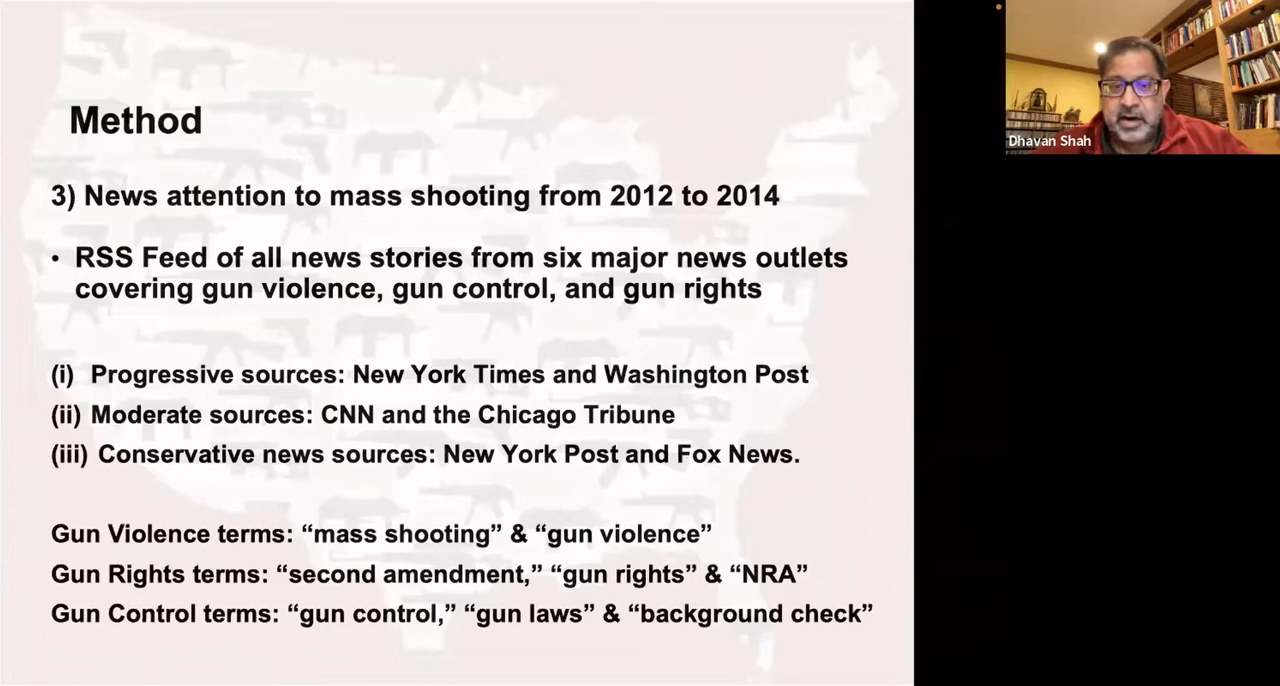 Method
3) News attention to mass shooting from 2012 to 2014
• RSS Feed of all news stories from six major news outlets
covering gun violence, gun control, and gun rights
(i) Progressive sources: New York Times and Washington Post
(ii) Moderate sources: CNN and the Chicago Tribune
(iii) Conservative news sources: New York Post and Fox News.
Gun Violence terms: “mass shooting” & “gun violence”
Gun Rights terms: “second amendment,” “gun rights” & “NRA”
Gun Control terms: “gun control,” “gun laws” & “background check”
Dhavan Shah